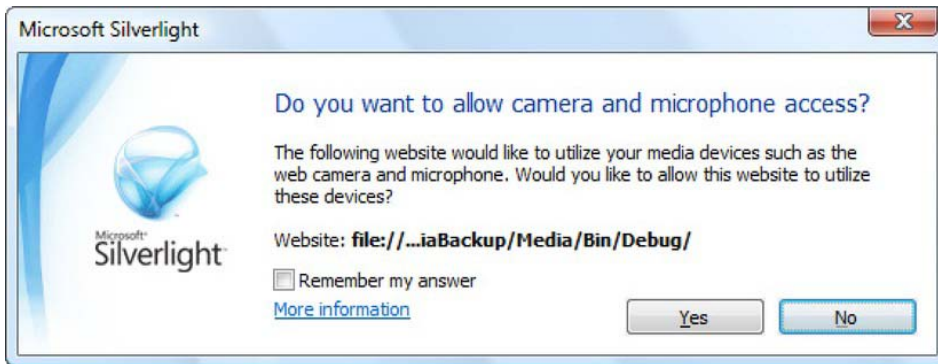 Microsoft Silverlight
Do you want to allow camera and microphone access?
The following website would like to utilize your media devices such as the
web camera and microphone. Would you like to allow this website to utilize
these devices?
Microsoft®
Silverlight™
Website: file://...iaBackup/Media/Bin/Debug/
Remember my answer
More information
Yes
No